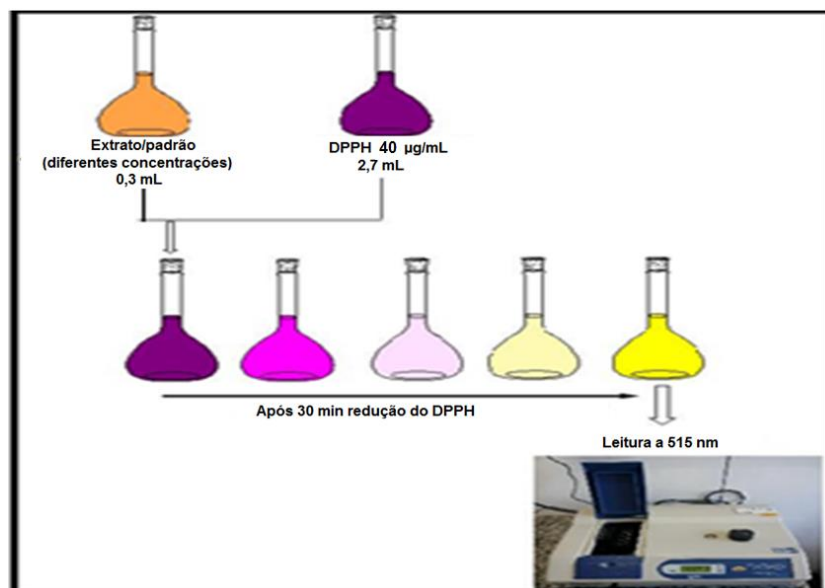 Extrato/padrão
(diferentes concentrações)
0,3 mL
DPPH 40 µg/mL
2,7 mL
Após 30 min redução do DPPH
Leitura a 515 nm